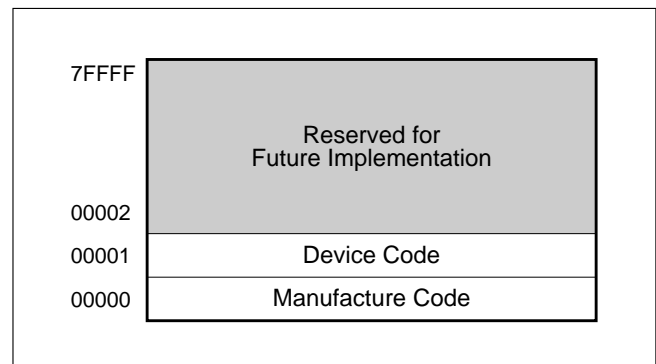 7FFFF
Reserved for
Future Implementation
00002
00001 Device Code
00000 Manufacture Code